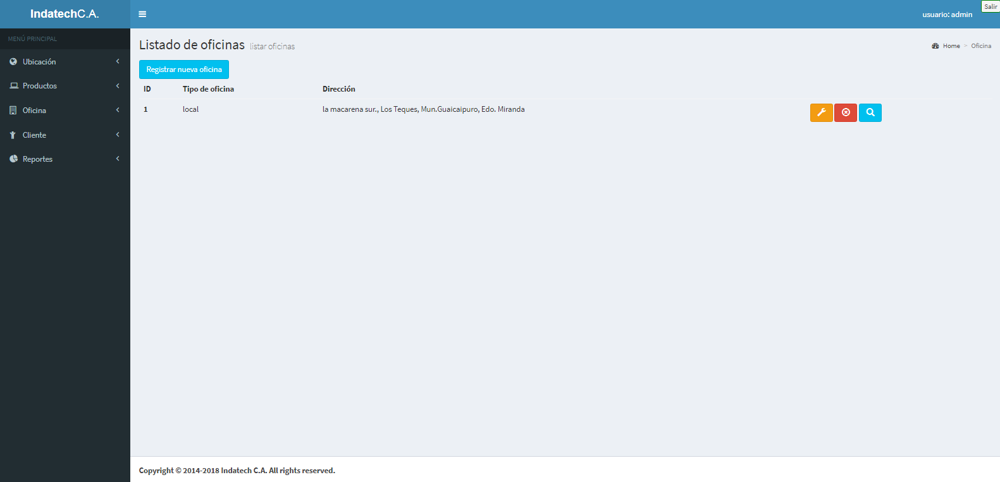 IndatechC.A.
usuario: admin
Salir
MENÚ PRINCIPAL
Ubicación
Productos
Oficina
Cliente
Reportes
Listado de oficinas listar oficinas
Home > Oficina
Registrar nueva oficina
ID Tipo de oficina Dirección
1 local la macarena sur., Los Teques, Mun.Guaicaipuro, Edo. Miranda
Copyright © 2014-2018 Indatech C.A. All rights reserved.